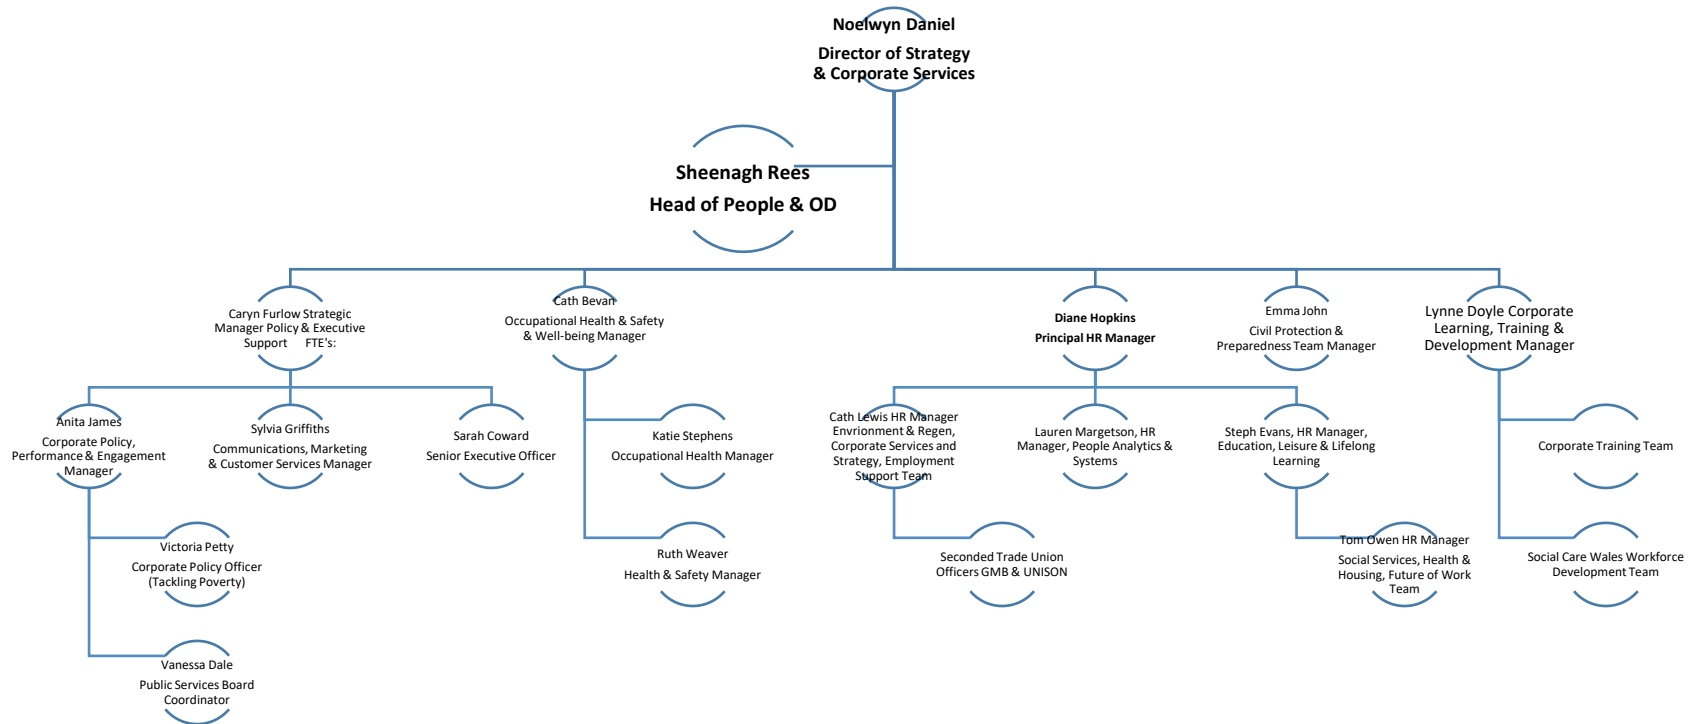 Noelwyn Daniel
Director of Strategy
& Corporate Services
Sheenagh Rees
Head of People & OD
Caryn Furlow Strategic
Manager Policy & Executive
Support FTE's:
Cath Bevan
Occupational Health & Safety
& Well-being Manager
Diane Hopkins
Principal HR Manager
Emma John
Civil Protection &
Preparedness Team Manager
Lynne Doyle Corporate
Learning, Training &
Development Manager
Anita James
Corporate Policy,
Performance & Engagement
Manager
Sylvia Griffiths
Communications, Marketing
& Customer Services Manager
Sarah Coward
Senior Executive Officer
Katie Stephens
Occupational Health Manager
Cath Lewis HR Manager
Envrionment & Regen,
Corporate Services and
Strategy, Employment
Support Team
Lauren Margetson, HR
Manager, People Analytics &
Systems
Steph Evans, HR Manager,
Education, Leisure & Lifelong
Learning
Corporate Training Team
Victoria Petty
Corporate Policy Officer
(Tackling Poverty)
Ruth Weaver
Health & Safety Manager
Seconded Trade Union
Officers GMB & UNISON
Tom Owen HR Manager
Social Services, Health &
Housing, Future of Work
Team
Social Care Wales Workforce
Development Team
Vanessa Dale
Public Services Board
Coordinator